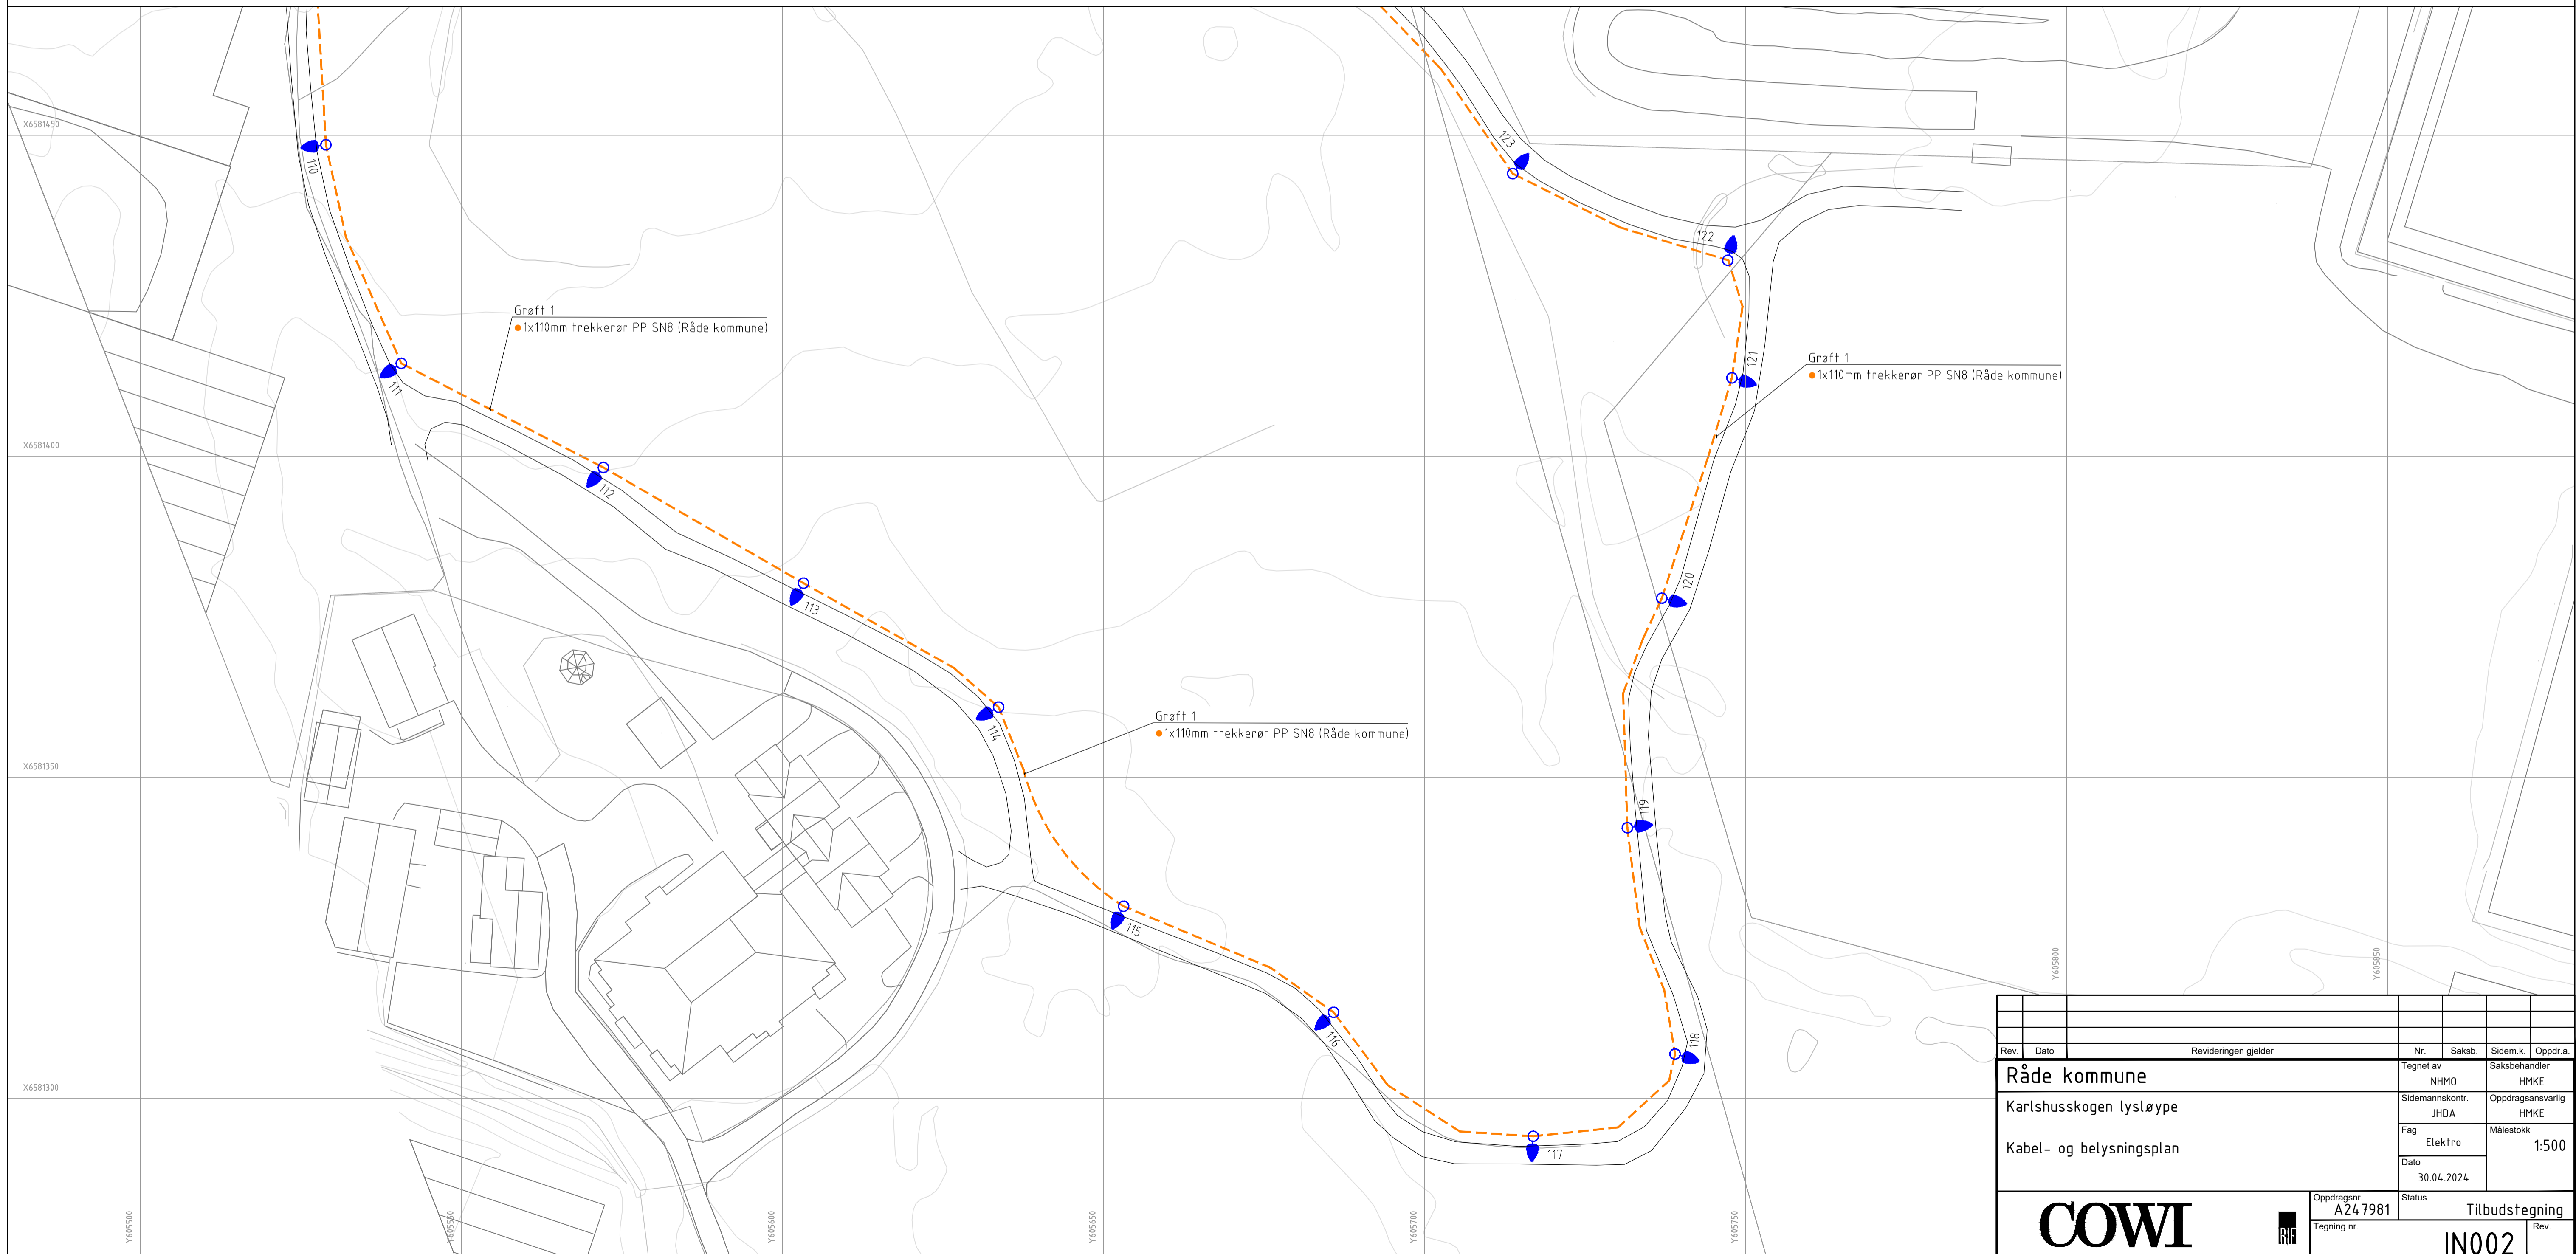 X6581450
X6581400
X6581350
X6581300
Y605500
Y605550
Y605600
Y605650
Y605700
Y605750
Y605800
Y605850
110
111
112
113
114
115
116
117
118
119
120
121
122
123
Grøft 1
1x110mm trekkerør PP SN8 (Råde kommune)
Grøft 1
1x110mm trekkerør PP SN8 (Råde kommune)
Grøft 1
1x110mm trekkerør PP SN8 (Råde kommune)
Rev. Dato Revideringen gjelder Nr. Saksb. Sidem.k. Oppdr.a.
Råde kommune
Karlshusskogen lysløype
Kabel- og belysningsplan
Tegnet av
NHMO
Saksbehandler
HMKE
Sidemannskontr.
JHDA
Oppdragsansvarlig
HMKE
Fag
Elektro
Målestokk
1:500
Dato
30.04.2024
Oppdragsnr.
A247981
Status
Tilbudstegning
Tegning nr.
IN002
Rev.
COWI
RIF